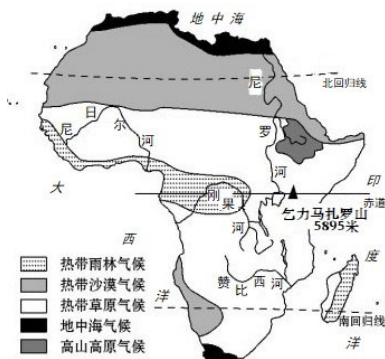 地中海
北回归线
尼罗河
尼日尔河
大西洋
刚果河
印度洋
赤道
乞力马扎罗山
5895米
赞比西河
南回归线
热带雨林气候
热带沙漠气候
热带草原气候
地中海气候
高山高原气候